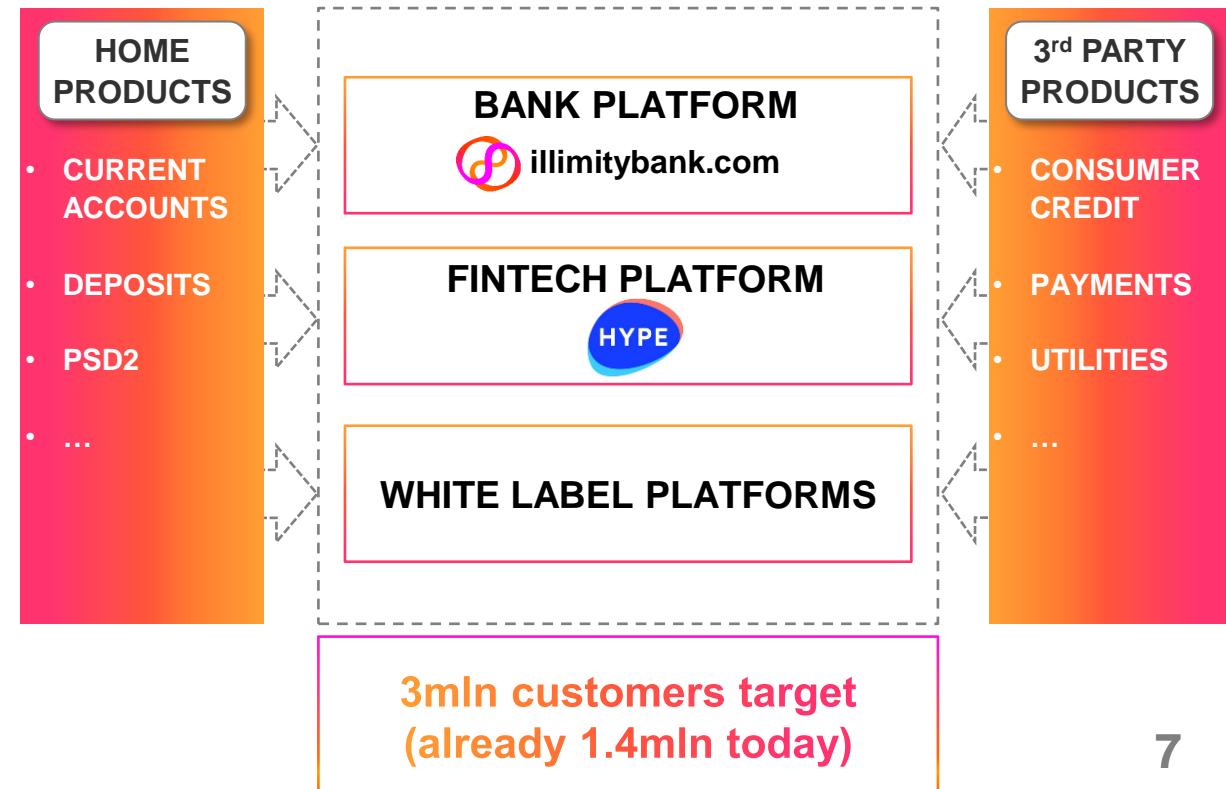 HOME
PRODUCTS
• CURRENT
ACCOUNTS
• DEPOSITS
• PSD2
• …
BANK PLATFORM
illimitybank.com
FINTECH PLATFORM
HYPE
WHITE LABEL PLATFORMS
3rd PARTY
PRODUCTS
• CONSUMER
CREDIT
• PAYMENTS
• UTILITIES
• …
3mln customers target
(already 1.4mln today)
7